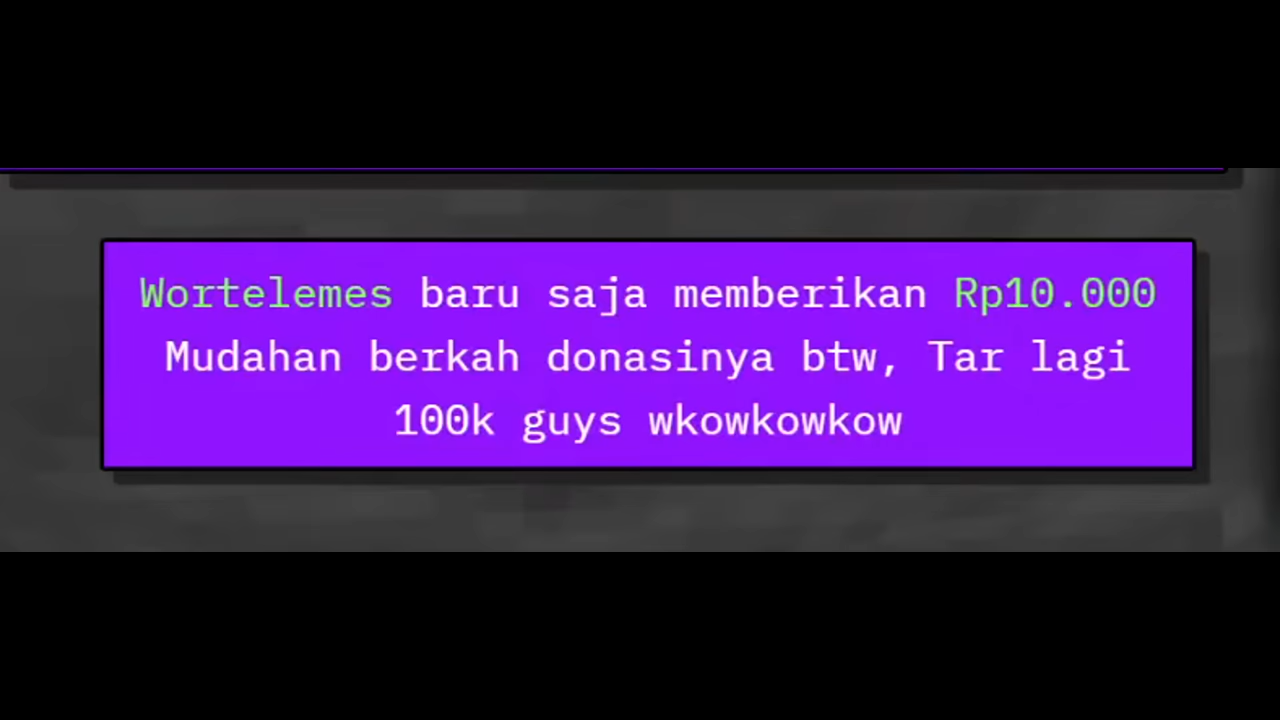 Wortelemes baru saja memberikan Rp10.000
Mudahan berkah donasinya btw, Tar lagi
100k guys wkowkowkow